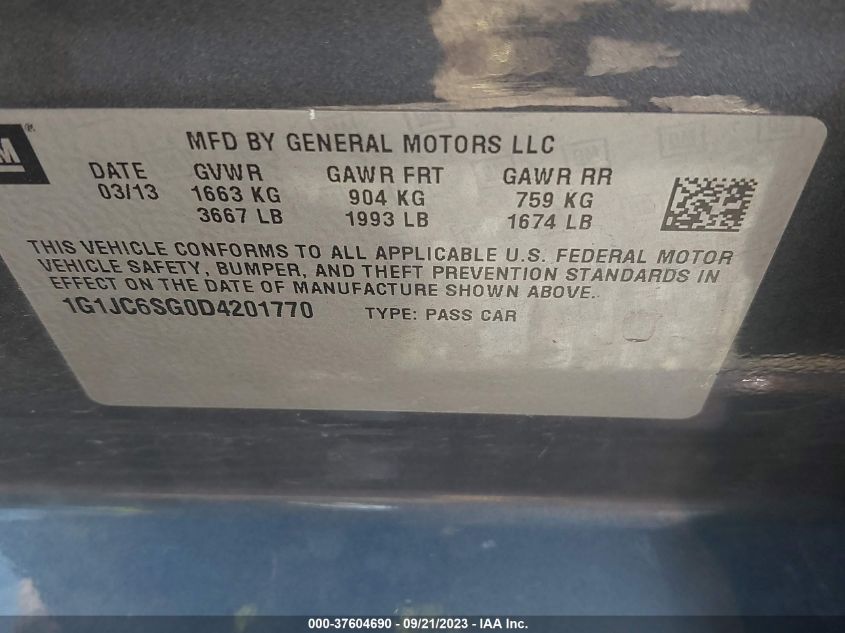 M®
MFD BY GENERAL MOTORS LLC
DATE GVWR GAWR FRT GAWR RR
03/13 1663 KG 904 KG 759 KG
3667 LB 1993 LB 1674 LB
THIS VEHICLE CONFORMS TO ALL APPLICABLE U.S. FEDERAL MOTOR
VEHICLE SAFETY, BUMPER, AND THEFT PREVENTION STANDARDS IN
EFFECT ON THE DATE OF MANUFACTURE SHOWN ABOVE.
1G1JC6SG0D4201770 TYPE: PASS CAR
000-37604690 - 09/21/2023 - IAA Inc.